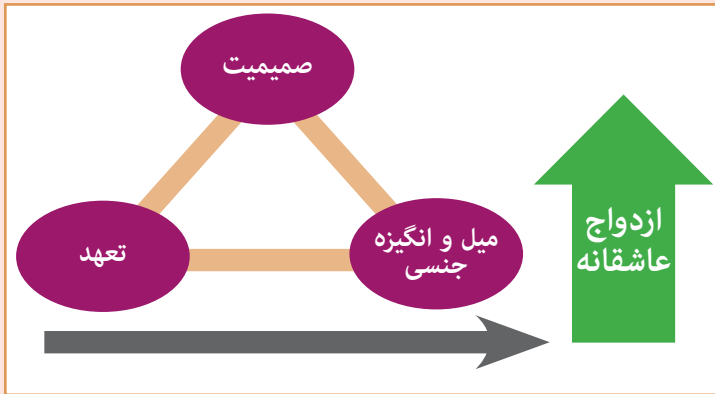 صمیمیت
تعهد
میل و انگیزه
جنسی
ازدواج
عاشقانه